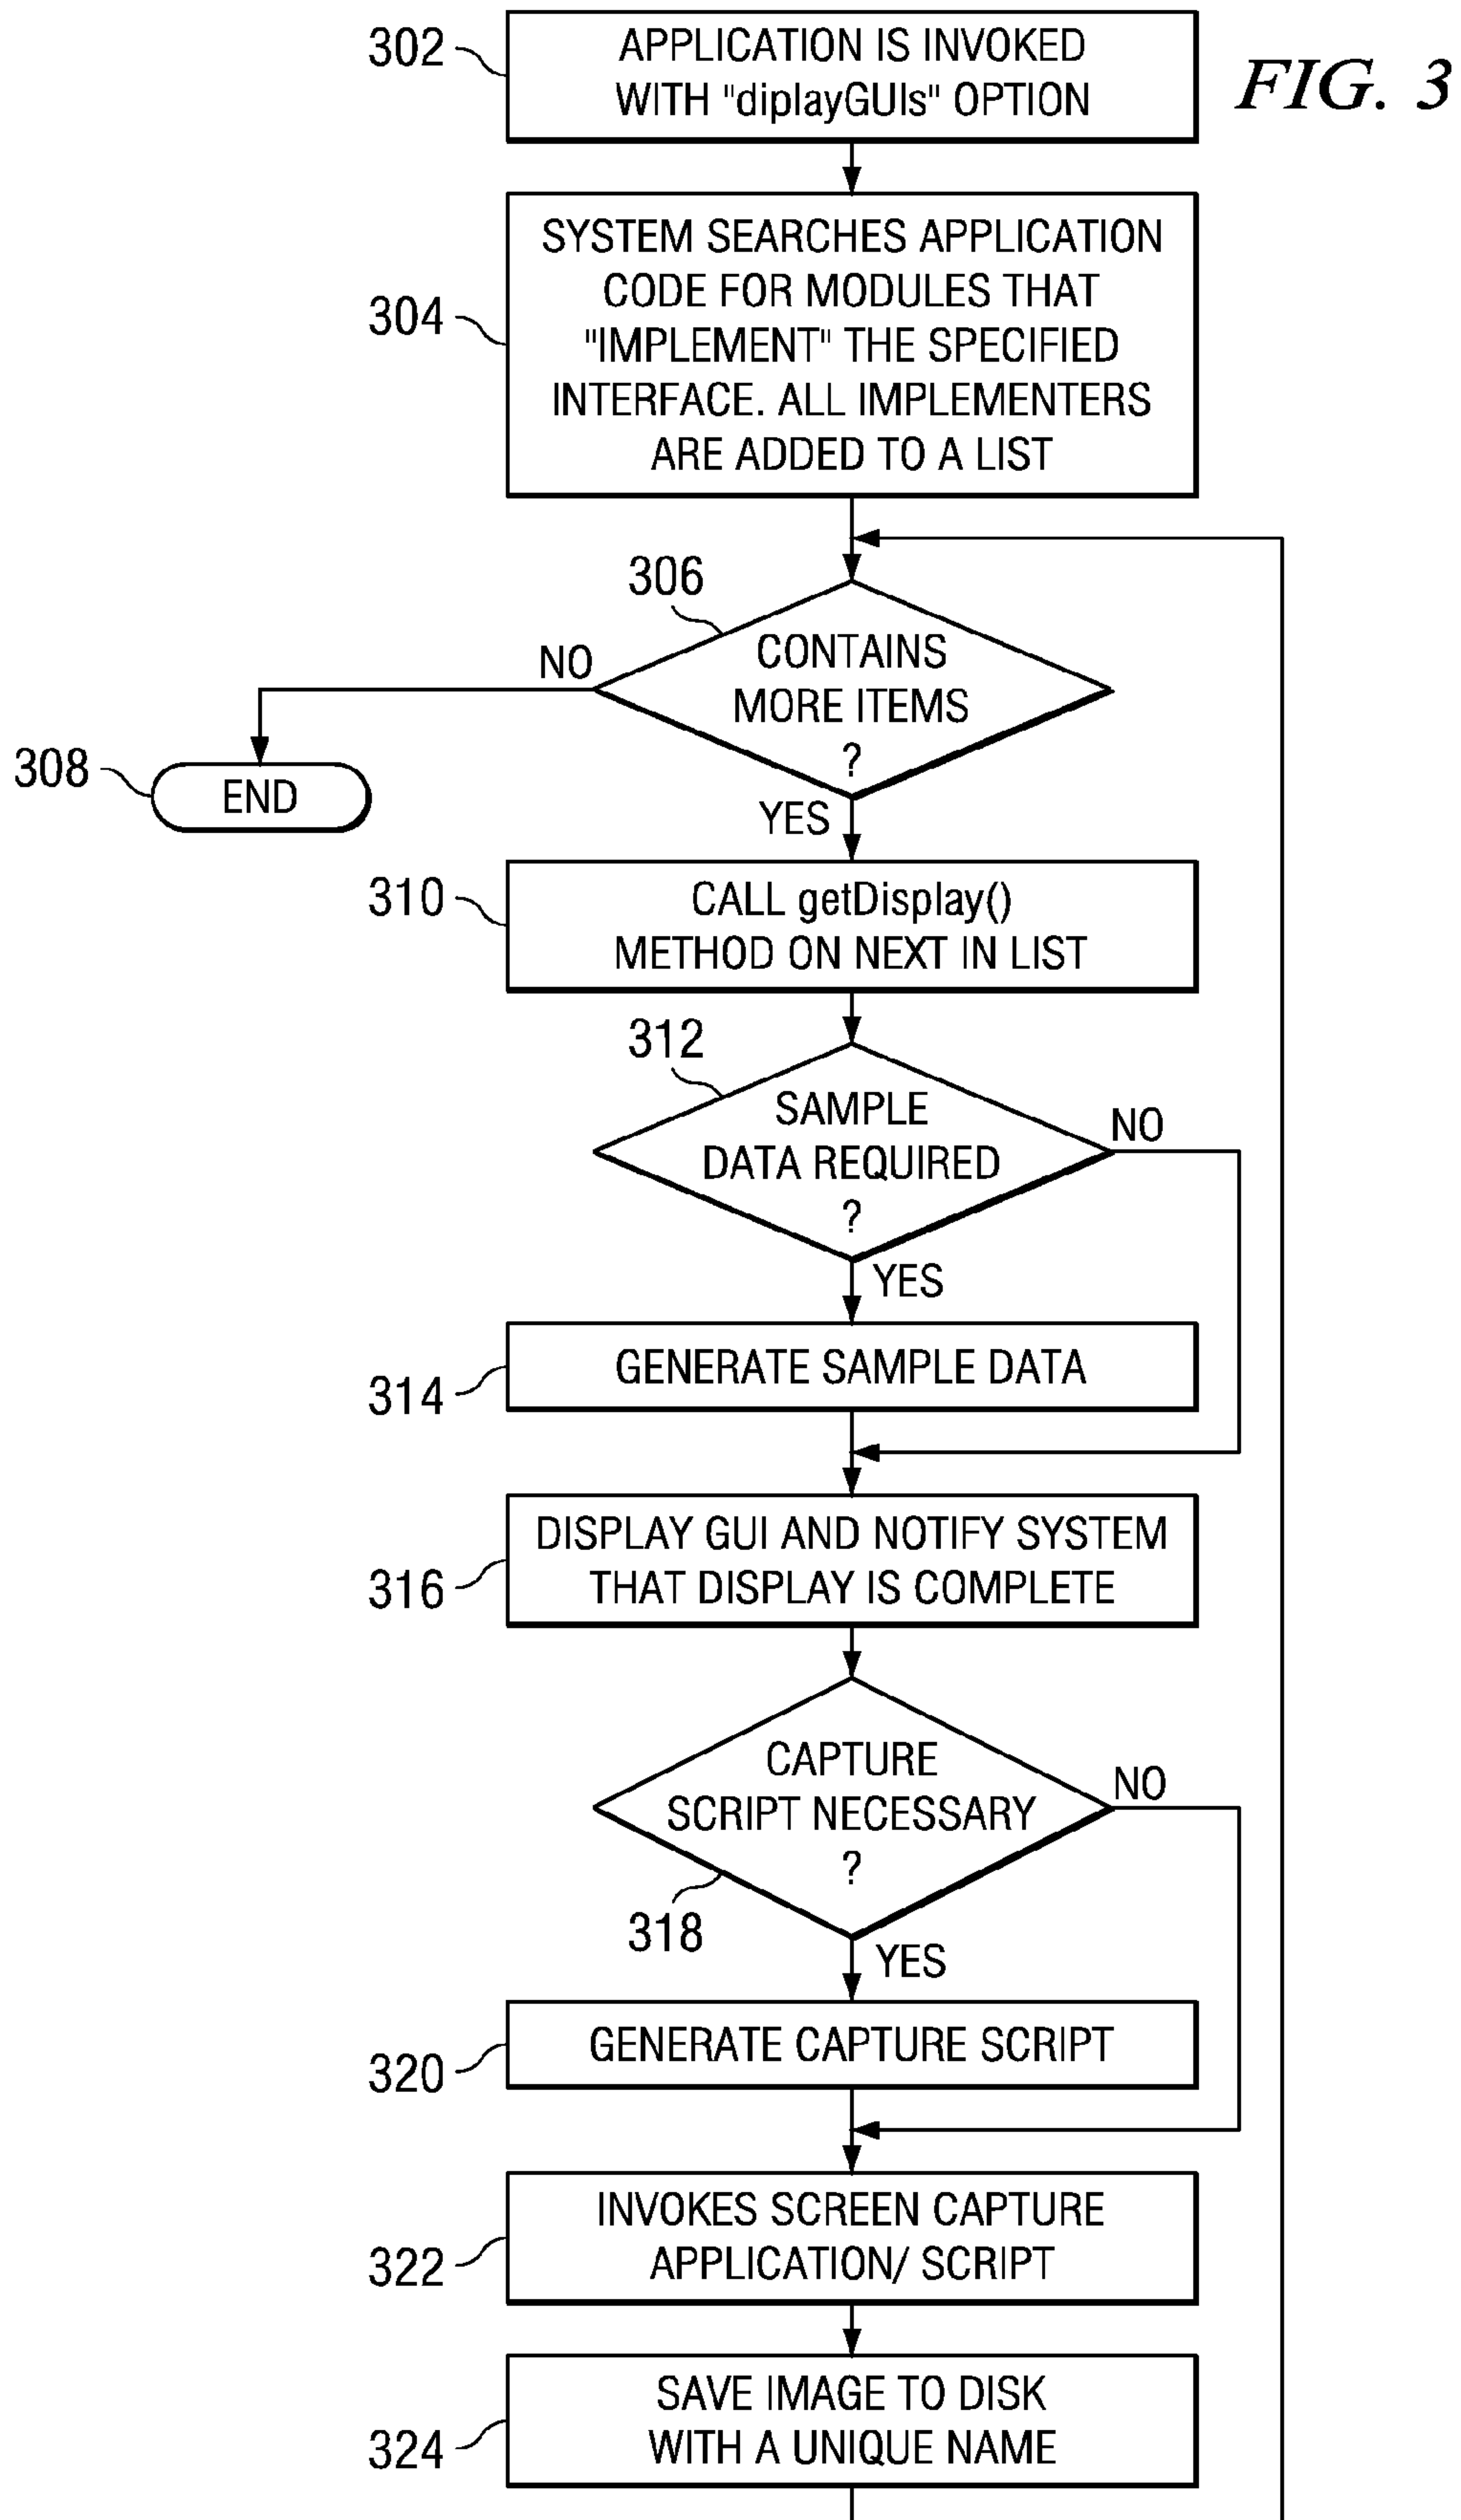 302
APPLICATION IS INVOKED
WITH "diplayGUIs" OPTION
FIG. 3
304
SYSTEM SEARCHES APPLICATION
CODE FOR MODULES THAT
"IMPLEMENT" THE SPECIFIED
INTERFACE. ALL IMPLEMENTERS
ARE ADDED TO A LIST
306
CONTAINS
MORE ITEMS
?
NO
308
END
YES
310
CALL getDisplay()
METHOD ON NEXT IN LIST
312
SAMPLE
DATA REQUIRED
?
NO
YES
314
GENERATE SAMPLE DATA
316
DISPLAY GUI AND NOTIFY SYSTEM
THAT DISPLAY IS COMPLETE
CAPTURE
SCRIPT NECESSARY
?
NO
318
YES
320
GENERATE CAPTURE SCRIPT
322
INVOKES SCREEN CAPTURE
APPLICATION/ SCRIPT
324
SAVE IMAGE TO DISK
WITH A UNIQUE NAME